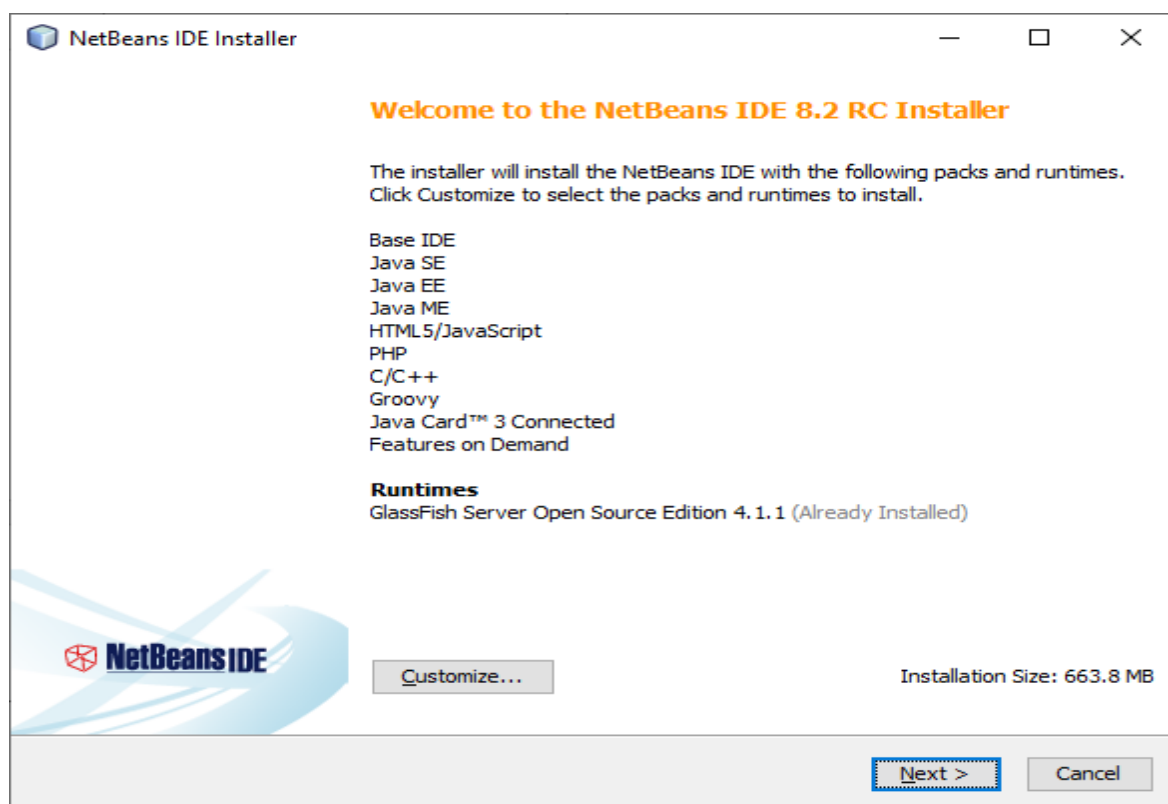 NetBeans IDE Installer
Welcome to the NetBeans IDE 8.2 RC Installer
The installer will install the NetBeans IDE with the following packs and runtimes.
Click Customize to select the packs and runtimes to install.
Base IDE
Java SE
Java EE
Java ME
HTML5/JavaScript
PHP
C/C++
Groovy
Java Card™ 3 Connected
Features on Demand
Runtimes
GlassFish Server Open Source Edition 4.1.1 (Already Installed)
NetBeans IDE
Customize...
Installation Size: 663.8 MB
Next >
Cancel